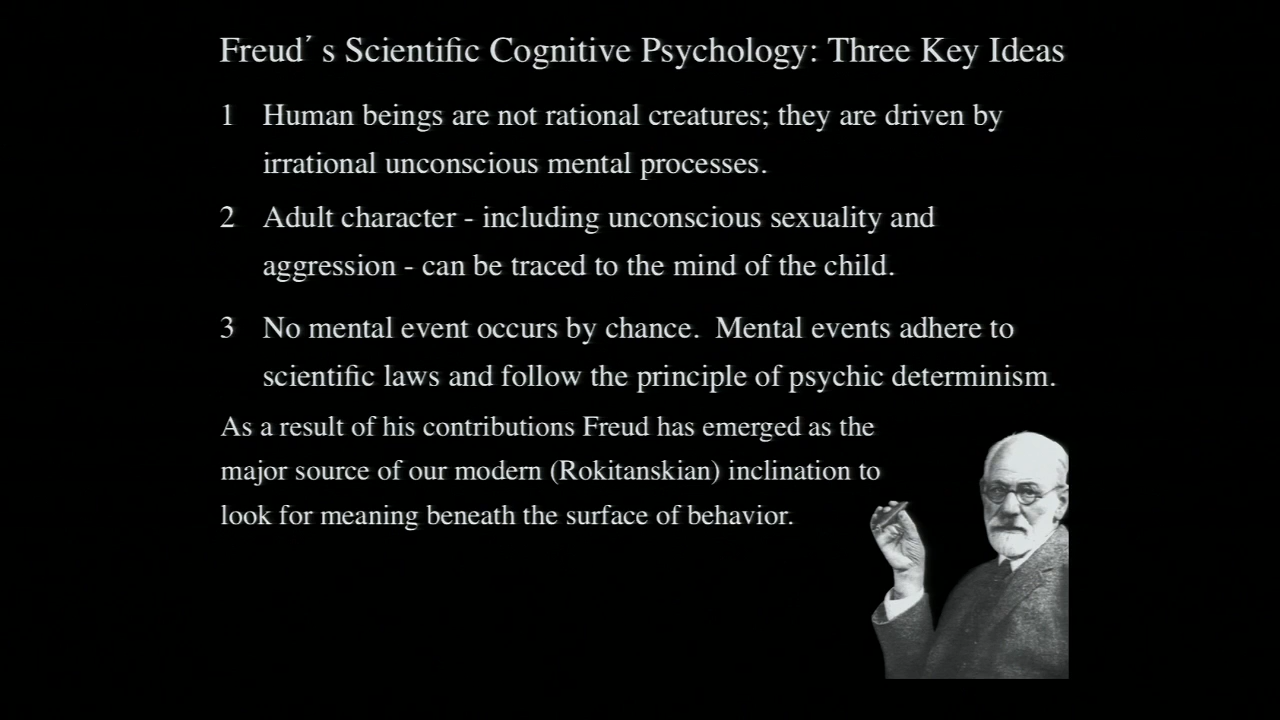 Freud´ s Scientific Cognitive Psychology: Three Key Ideas
1 Human beings are not rational creatures; they are driven by
irrational unconscious mental processes.
2 Adult character - including unconscious sexuality and
aggression - can be traced to the mind of the child.
3 No mental event occurs by chance.  Mental events adhere to
scientific laws and follow the principle of psychic determinism.
As a result of his contributions Freud has emerged as the
major source of our modern (Rokitanskian) inclination to
look for meaning beneath the surface of behavior.